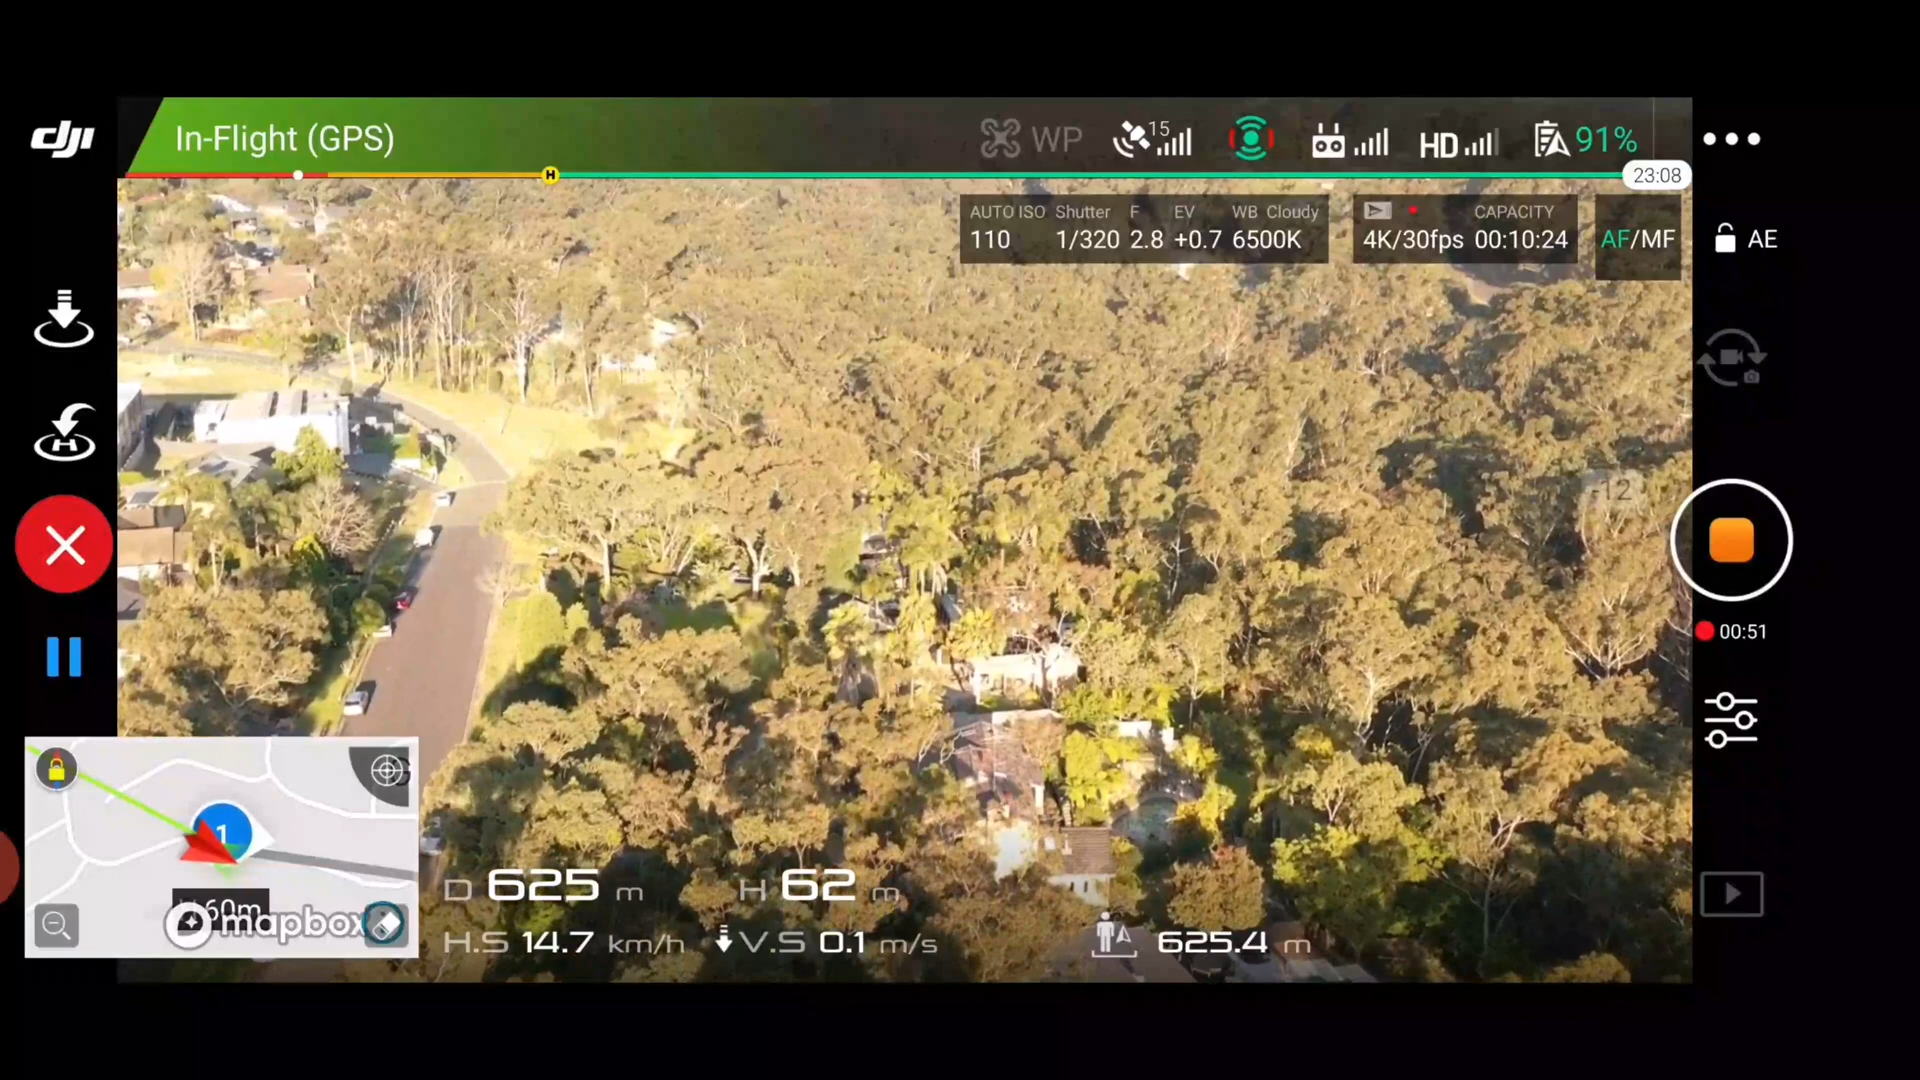 dji
In-Flight (GPS)
WP
15
HD
91%
H
23:08
AUTO ISO Shutter F EV WB Cloudy
110 1/320 2.8 +0.7 6500K
CAPACITY
4K/30fps 00:10:24
AF/MF
AE
-12
00:51
H
1
60m
mapbox
D 625 m H 62 m
H.S 14.7 km/h V.S 0.1 m/s
625.4 m